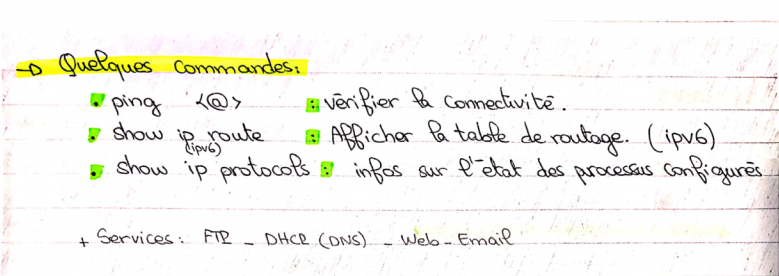 → Quelques commandes:
• ping <@> : vérifier la connectivité.
• show ip route : Afficher la table de routage. (ipv6)
(ipv6)
• show ip protocols : infos sur l'état des processus configurés
+ Services: FTP - DHCP (DNS) - Web - Email